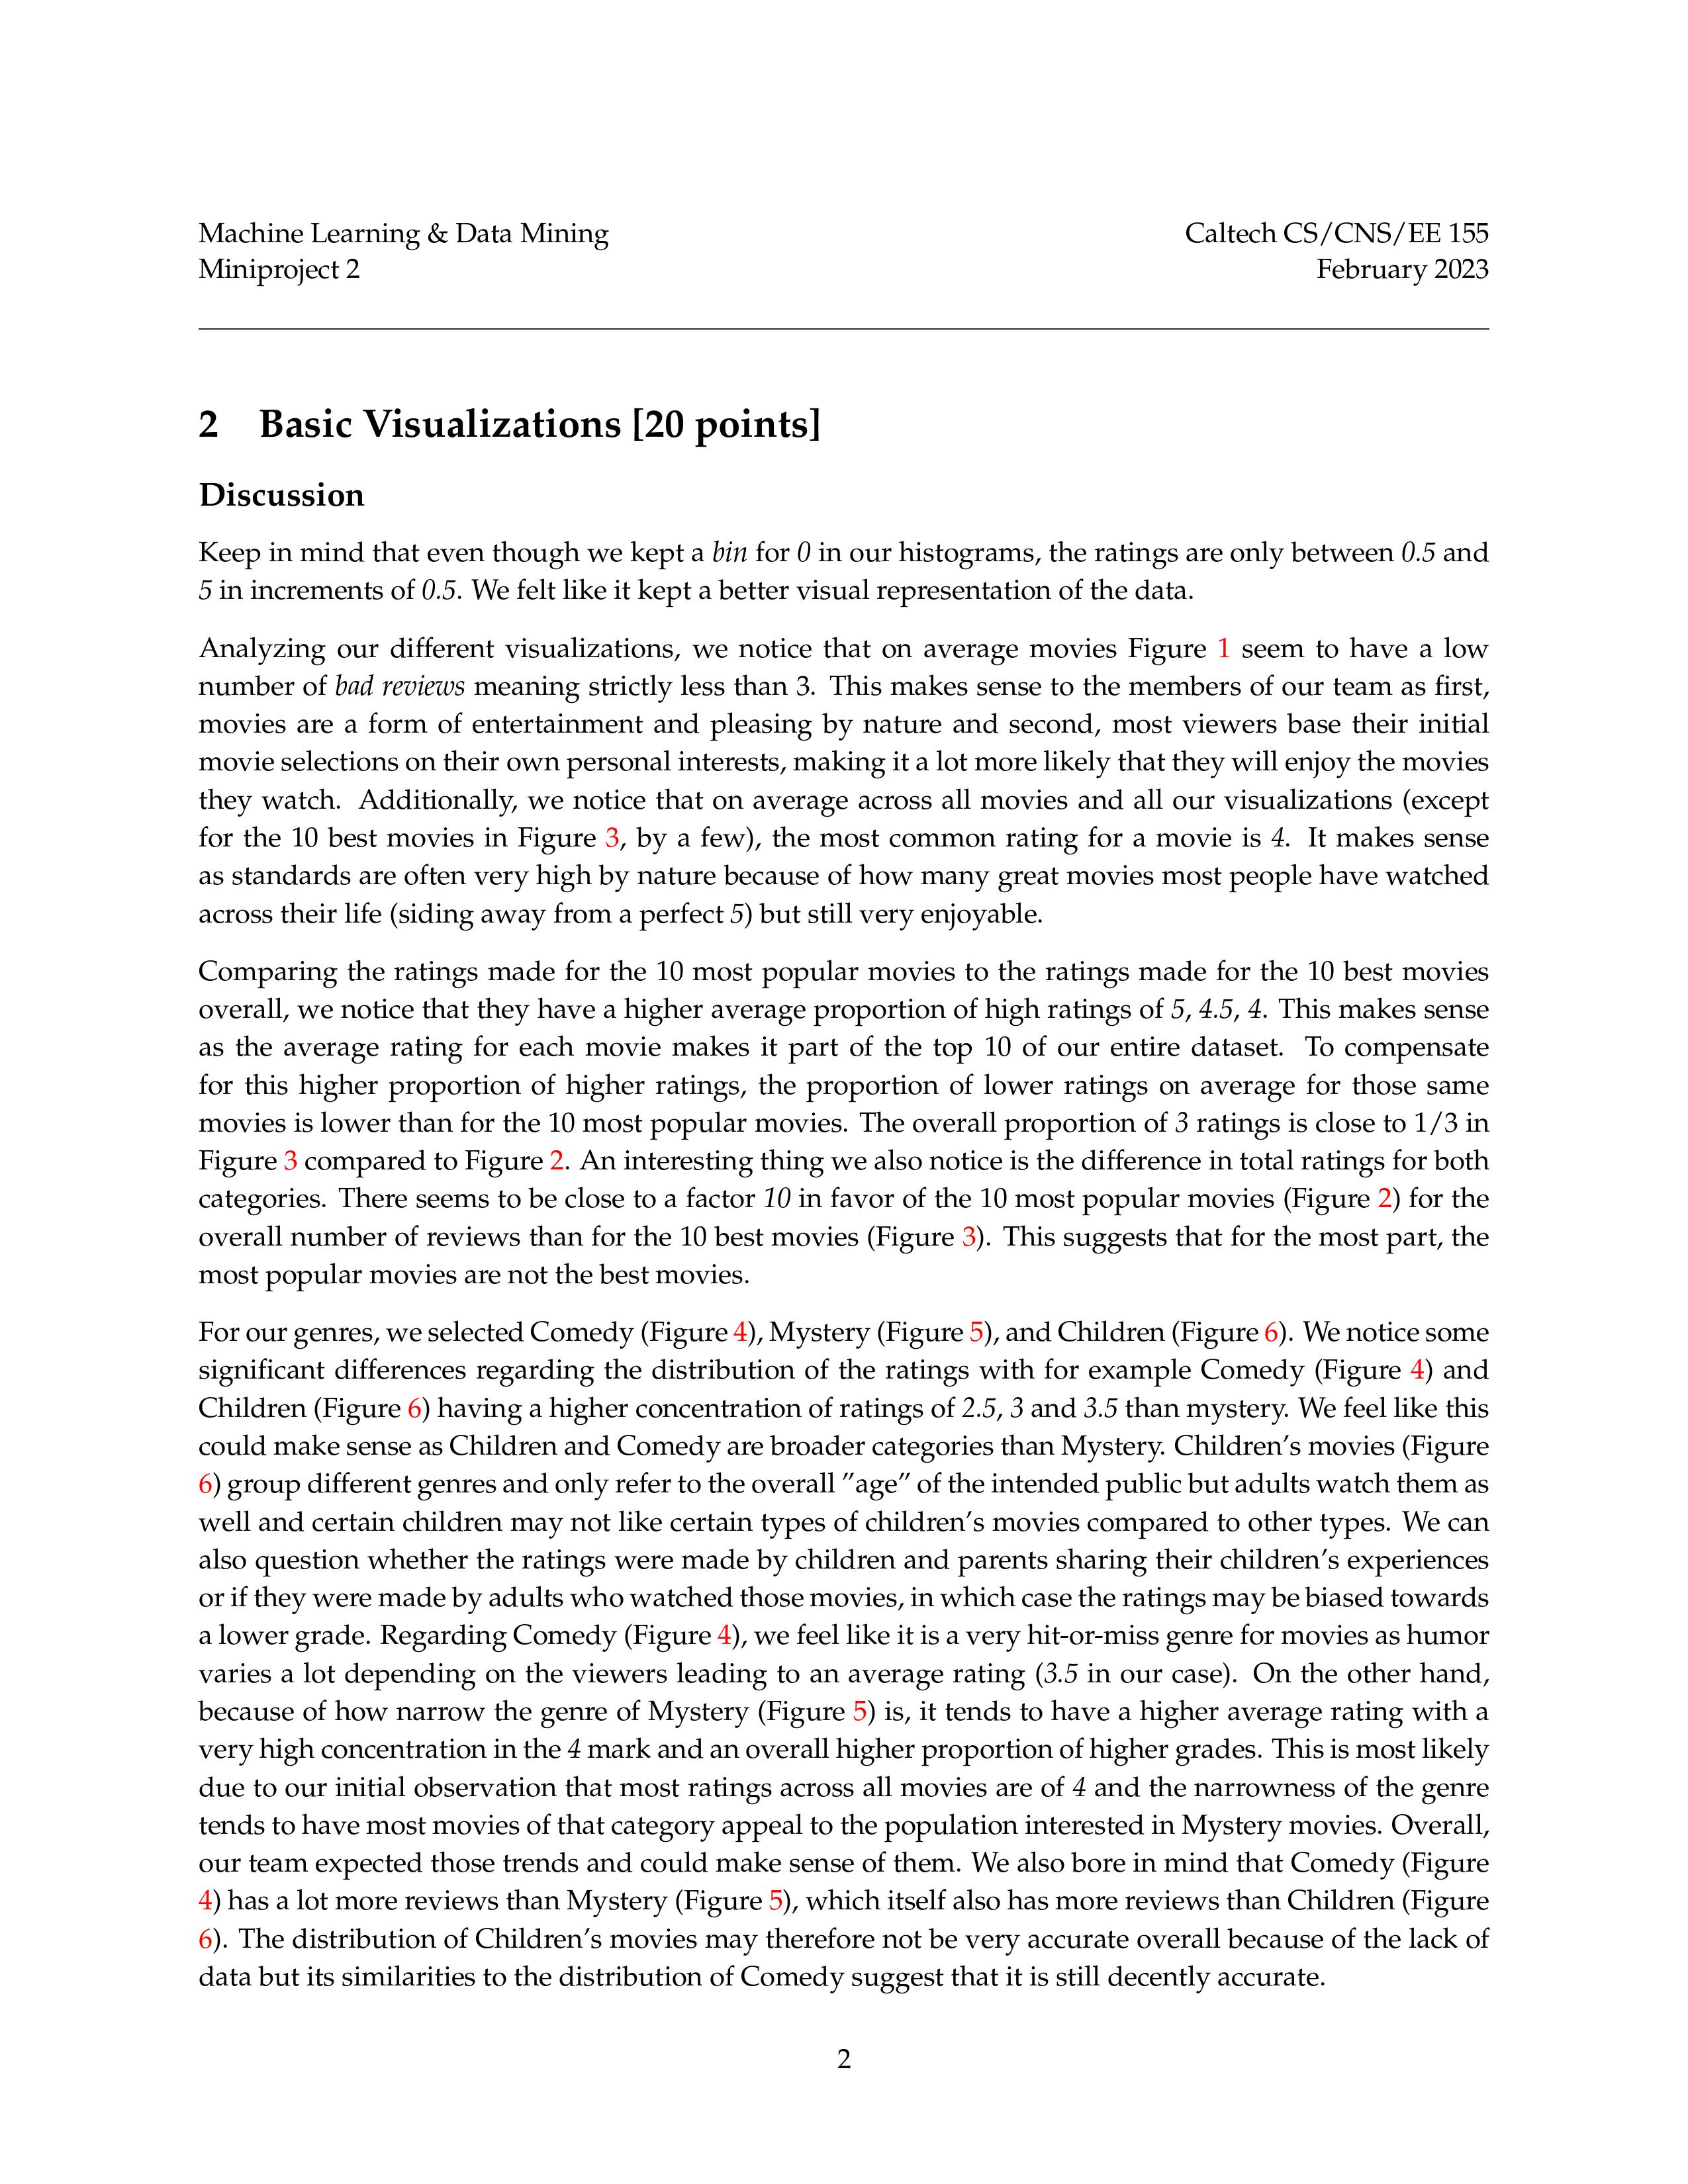 Machine Learning & Data Mining
Miniproject 2
Caltech CS/CNS/EE 155
February 2023
2 Basic Visualizations [20 points]
Discussion
Keep in mind that even though we kept a bin for 0 in our histograms, the ratings are only between 0.5 and
5 in increments of 0.5. We felt like it kept a better visual representation of the data.
Analyzing our different visualizations, we notice that on average movies Figure 1 seem to have a low
number of bad reviews meaning strictly less than 3. This makes sense to the members of our team as first,
movies are a form of entertainment and pleasing by nature and second, most viewers base their initial
movie selections on their own personal interests, making it a lot more likely that they will enjoy the movies
they watch. Additionally, we notice that on average across all movies and all our visualizations (except
for the 10 best movies in Figure 3, by a few), the most common rating for a movie is 4. It makes sense
as standards are often very high by nature because of how many great movies most people have watched
across their life (siding away from a perfect 5) but still very enjoyable.
Comparing the ratings made for the 10 most popular movies to the ratings made for the 10 best movies
overall, we notice that they have a higher average proportion of high ratings of 5, 4.5, 4. This makes sense
as the average rating for each movie makes it part of the top 10 of our entire dataset. To compensate
for this higher proportion of higher ratings, the proportion of lower ratings on average for those same
movies is lower than for the 10 most popular movies. The overall proportion of 3 ratings is close to 1/3 in
Figure 3 compared to Figure 2. An interesting thing we also notice is the difference in total ratings for both
categories. There seems to be close to a factor 10 in favor of the 10 most popular movies (Figure 2) for the
overall number of reviews than for the 10 best movies (Figure 3). This suggests that for the most part, the
most popular movies are not the best movies.
For our genres, we selected Comedy (Figure 4), Mystery (Figure 5), and Children (Figure 6). We notice some
significant differences regarding the distribution of the ratings with for example Comedy (Figure 4) and
Children (Figure 6) having a higher concentration of ratings of 2.5, 3 and 3.5 than mystery. We feel like this
could make sense as Children and Comedy are broader categories than Mystery. Children's movies (Figure
6) group different genres and only refer to the overall ”age” of the intended public but adults watch them as
well and certain children may not like certain types of children's movies compared to other types. We can
also question whether the ratings were made by children and parents sharing their children's experiences
or if they were made by adults who watched those movies, in which case the ratings may be biased towards
a lower grade. Regarding Comedy (Figure 4), we feel like it is a very hit-or-miss genre for movies as humor
varies a lot depending on the viewers leading to an average rating (3.5 in our case). On the other hand,
because of how narrow the genre of Mystery (Figure 5) is, it tends to have a higher average rating with a
very high concentration in the 4 mark and an overall higher proportion of higher grades. This is most likely
due to our initial observation that most ratings across all movies are of 4 and the narrowness of the genre
tends to have most movies of that category appeal to the population interested in Mystery movies. Overall,
our team expected those trends and could make sense of them. We also bore in mind that Comedy (Figure
4) has a lot more reviews than Mystery (Figure 5), which itself also has more reviews than Children (Figure
6). The distribution of Children's movies may therefore not be very accurate overall because of the lack of
data but its similarities to the distribution of Comedy suggest that it is still decently accurate.
2